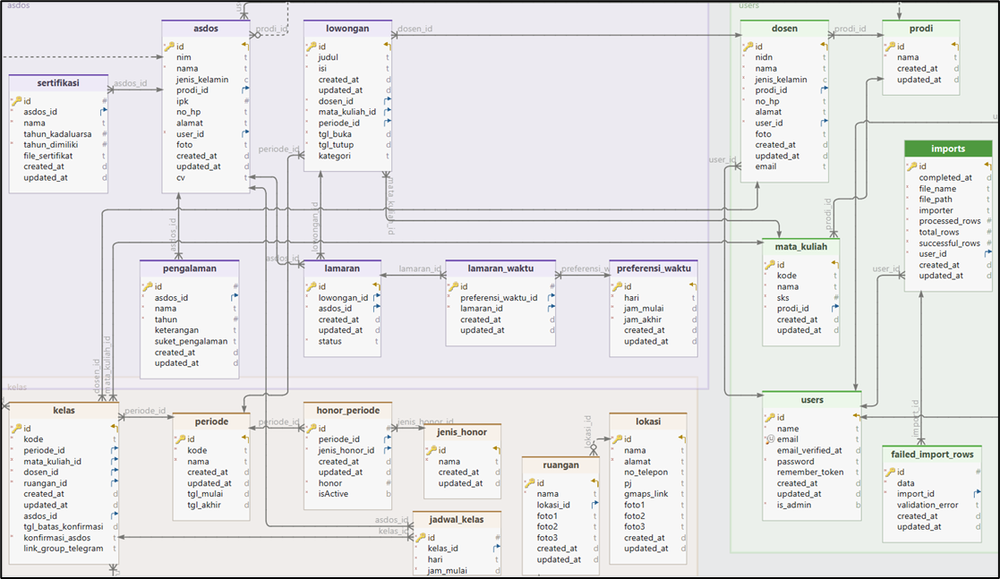 asdos
users
asdos
id
nim
nama
jenis_kelamin
prodi_id
ipk
no_hp
alamat
user_id
foto
created_at
updated_at
cv
prodi_id
lowongan
id
judul
isi
created_at
updated_at
dosen_id
mata_kuliah_id
periode_id
tgl_buka
tgl_tutup
kategori
dosen_id
dosen
id
nidn
nama
jenis_kelamin
prodi_id
no_hp
alamat
user_id
foto
created_at
updated_at
email
prodi_id
prodi
id
nama
created_at
updated_at
sertifikasi
id
asdos_id
nama
tahun_kadaluarsa
tahun_dimiliki
file_sertifikat
created_at
updated_at
asdos_id
periode_id
user_id
imports
id
completed_at
file_name
file_path
importer
processed_rows
total_rows
successful_rows
user_id
created_at
updated_at
asdos_id
lowongan_id
mata_kuliah_id
prodi_id
mata_kuliah
id
kode
nama
sks
prodi_id
created_at
updated_at
user_id
asdos_id
pengalaman
id
asdos_id
nama
tahun
keterangan
suket_pengalaman
created_at
updated_at
lamaran
id
lowongan_id
asdos_id
created_at
updated_at
status
lamaran_id
lamaran_waktu
id
preferensi_waktu_id
lamaran_id
created_at
updated_at
preferensi_w
preferensi_waktu
id
hari
jam_mulai
jam_akhir
created_at
updated_at
kelas
dosen_id
mata_kuliah_id
kelas
id
kode
periode_id
mata_kuliah_id
dosen_id
ruangan_id
created_at
updated_at
asdos_id
tgl_batas_konfirmasi
konfirmasi_asdos
link_group_telegram
periode_id
periode
id
kode
nama
created_at
updated_at
tgl_mulai
tgl_akhir
periode_id
honor_periode
id
periode_id
jenis_honor_id
created_at
updated_at
honor
isActive
jenis_honor_id
jenis_honor
id
nama
created_at
updated_at
asdos_id
kelas_id
jadwal_kelas
id
kelas_id
hari
jam_mulai
ruangan
id
nama
lokasi_id
foto1
foto2
foto3
created_at
updated_at
lokasi_id
lokasi
id
nama
alamat
no_telepon
pj
gmaps_link
foto1
foto2
foto3
created_at
updated_at
users
id
name
email
email_verified_at
password
remember_token
created_at
updated_at
is_admin
import_id
failed_import_rows
id
data
import_id
validation_error
created_at
updated_at